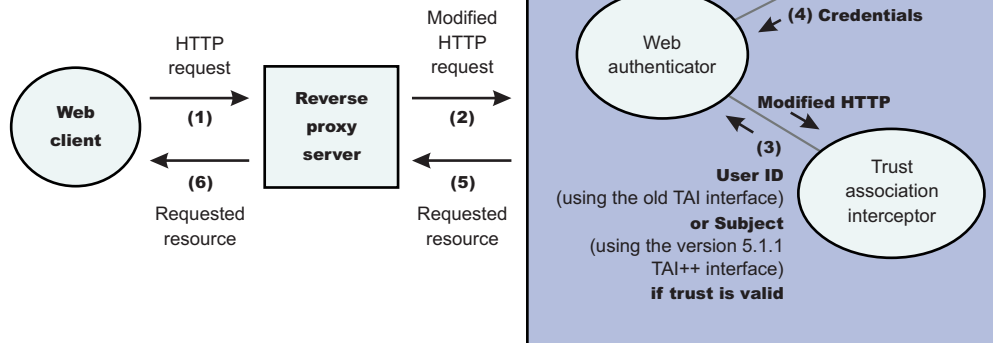 HTTP
request
(1)
Web
client
(6)
Requested
resource
Reverse
proxy
server
Modified
HTTP
request
(2)
(5)
Requested
resource
(4) Credentials
Web
authenticator
Modified HTTP
(3)
User ID
(using the old TAI interface)
or Subject
(using the version 5.1.1
TAI++ interface)
if trust is valid
Trust
association
interceptor